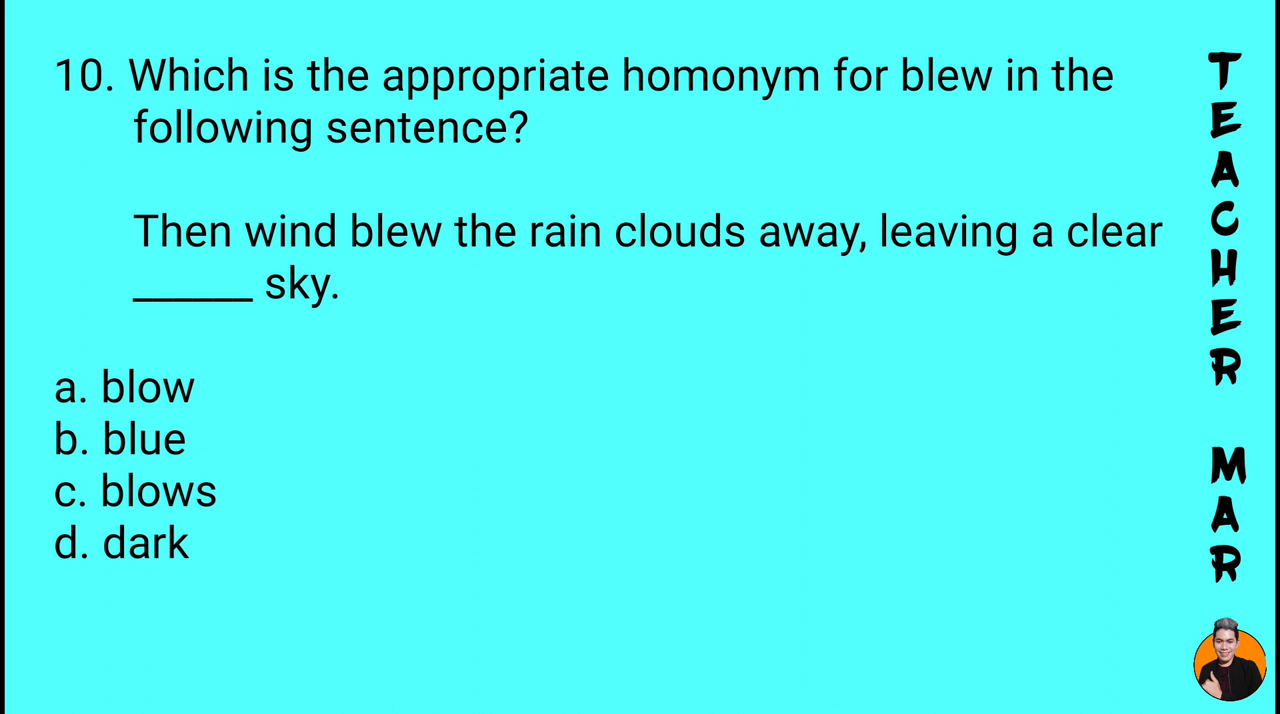 10. Which is the appropriate homonym for blew in the
following sentence?
Then wind blew the rain clouds away, leaving a clear
______ sky.
a. blow
b. blue
c. blows
d. dark
TEACHER MAR